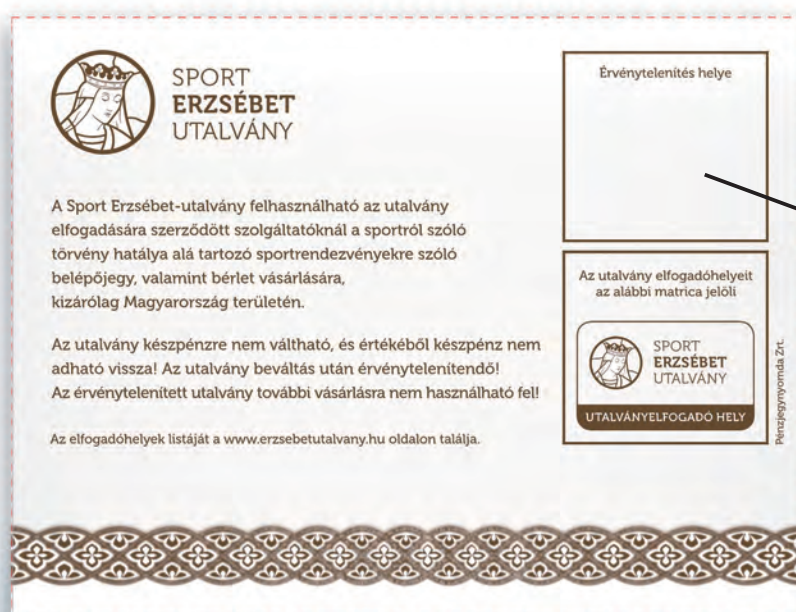 SPORT
ERZSÉBET
UTALVÁNY
A Sport Erzsébet-utalvány felhasználható az utalvány
elfogadására szerződött szolgáltatóknál a sportról szóló
törvény hatálya alá tartozó sportrendezvényekre szóló
belépőjegy, valamint bérlet vásárlására,
kizárólag Magyarország területén.
Az utalvány készpénzre nem váltható, és értékéből készpénz nem
adható vissza! Az utalvány beváltás után érvénytelenítendő!
Az érvénytelenített utalvány további vásárlásra nem használható fel!
Az elfogadóhelyek listáját a www.erzsebetutalvany.hu oldalon találja.
Érvénytelenítés helye
Az utalvány elfogadóhelyeit
az alábbi matrica jelöli
SPORT
ERZSÉBET
UTALVÁNY
UTALVÁNYELFOGADÓ HELY
Pénzjegynyomda Zrt.